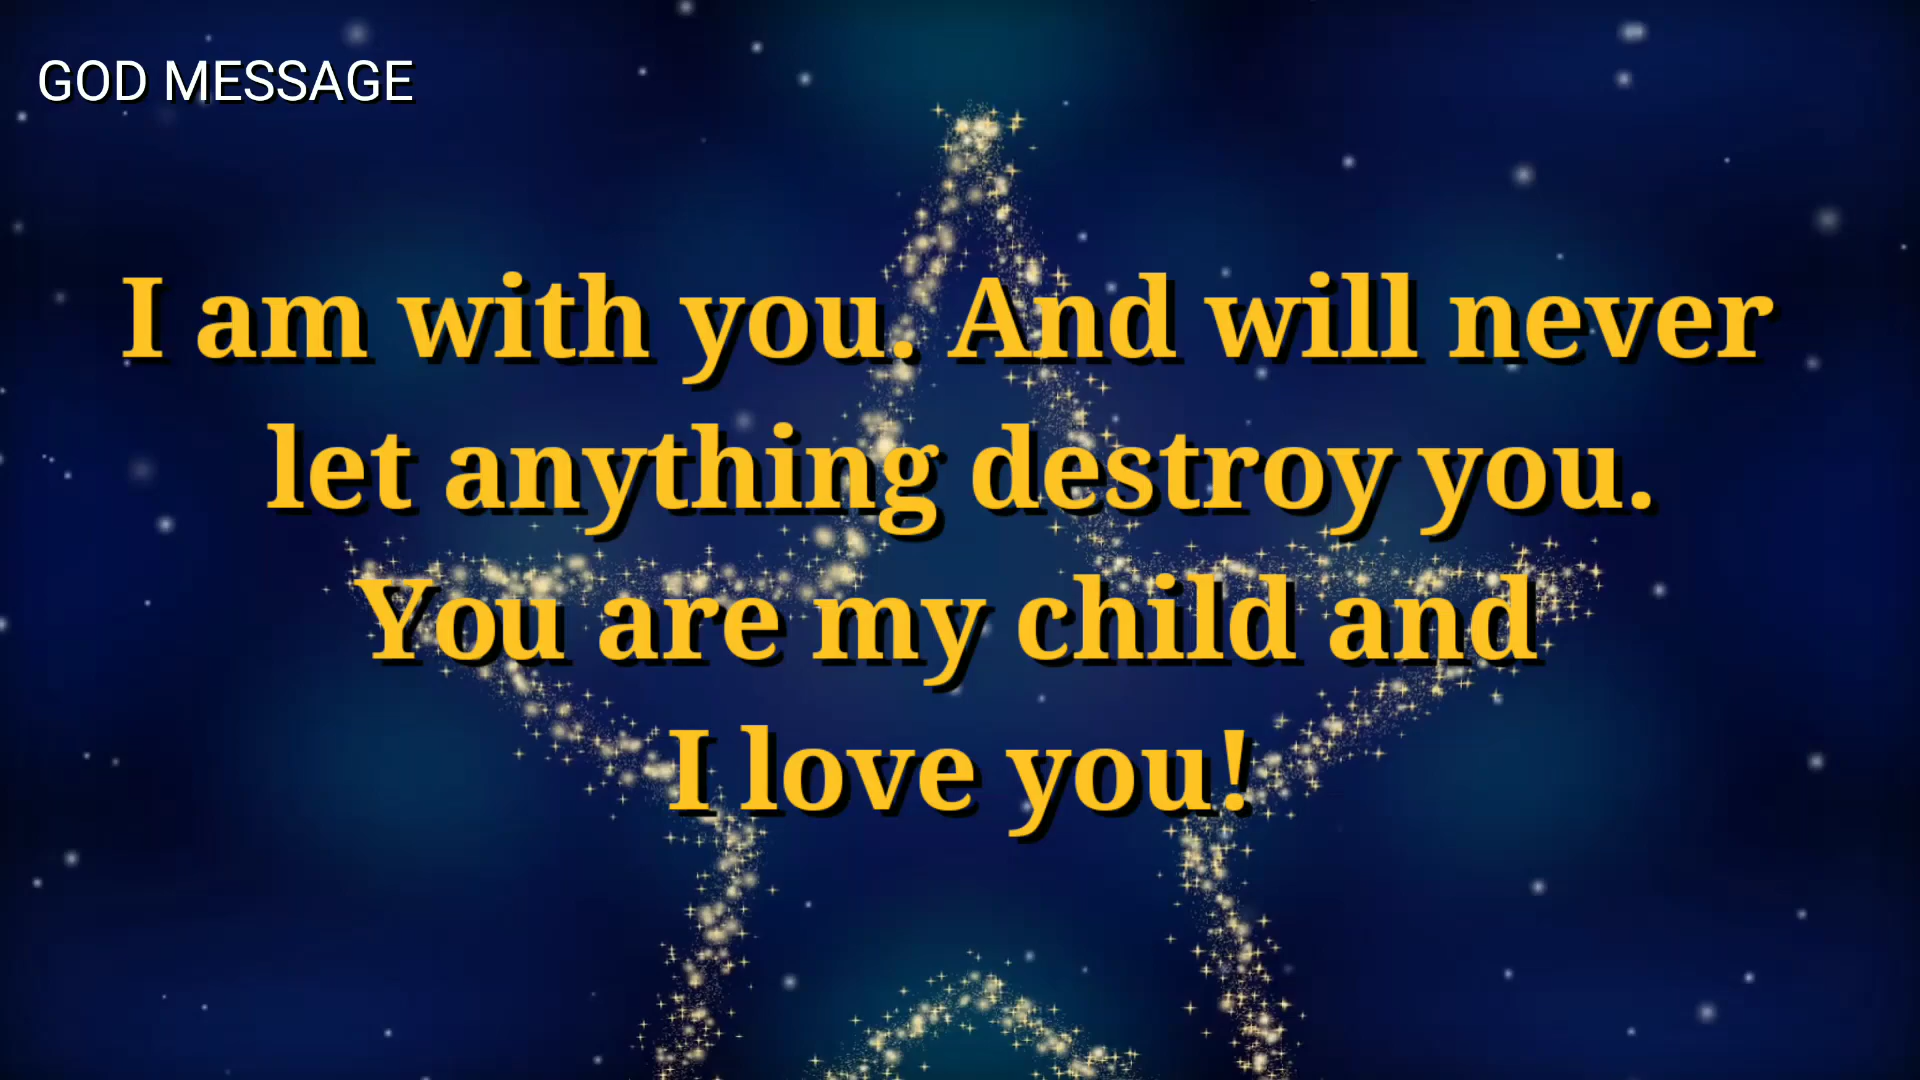 GOD MESSAGE
I am with you. And will never
let anything destroy you.
You are my child and
I love you!